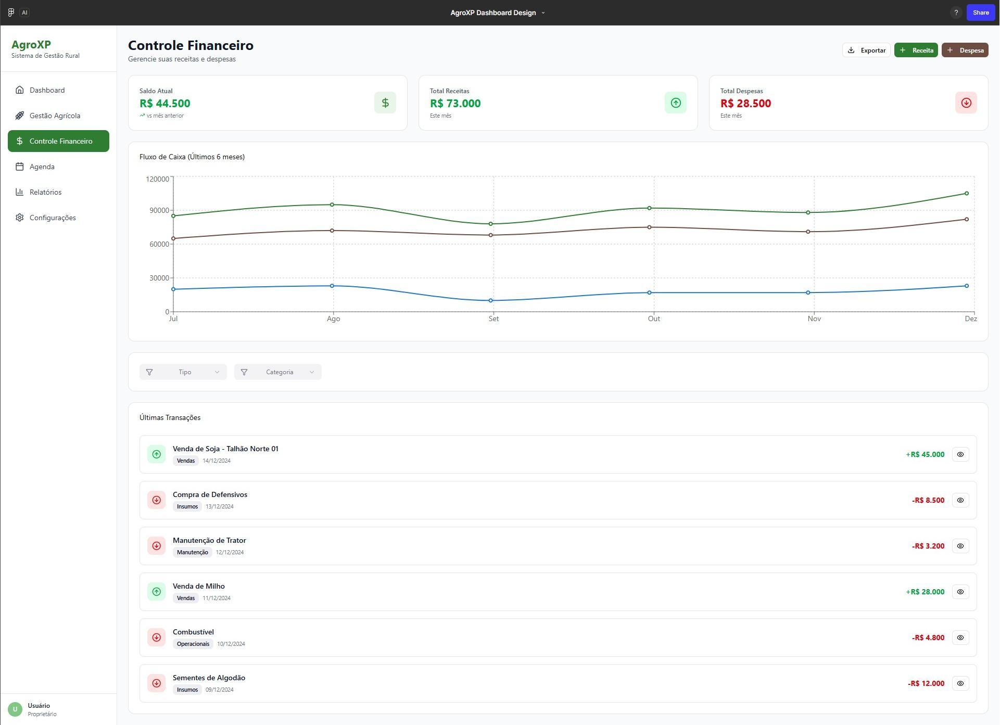 AI
AgroXP Dashboard Design
?
Share
AgroXP
Sistema de Gestão Rural
Dashboard
Gestão Agrícola
Controle Financeiro
Agenda
Relatórios
Configurações
U
Usuário
Proprietário
Controle Financeiro
Gerencie suas receitas e despesas
Exportar
Receita
Despesa
Saldo Atual
R$ 44.500
vs mês anterior
Total Receitas
R$ 73.000
Este mês
Total Despesas
R$ 28.500
Este mês
Fluxo de Caixa (Últimos 6 meses)
120000
90000
60000
30000
0
Jul Ago Set Out Nov Dez
Tipo
Categoria
Últimas Transações
Venda de Soja - Talhão Norte 01
Vendas 14/12/2024
+R$ 45.000
Compra de Defensivos
Insumos 13/12/2024
-R$ 8.500
Manutenção de Trator
Manutenção 12/12/2024
-R$ 3.200
Venda de Milho
Vendas 11/12/2024
+R$ 28.000
Combustível
Operacionais 10/12/2024
-R$ 4.800
Sementes de Algodão
Insumos 09/12/2024
-R$ 12.000